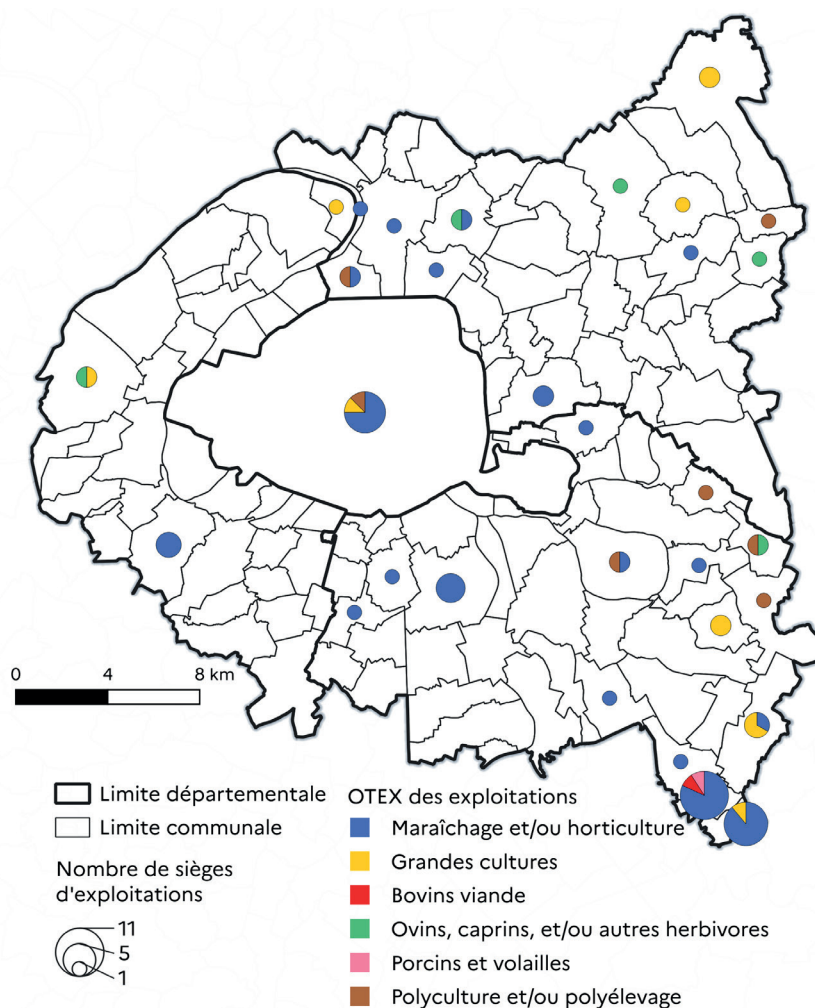 0 4 8 km
Limite départementale
Limite communale
Nombre de sièges
d'exploitations
11
5
1
OTEX des exploitations
Maraîchage et/ou horticulture
Grandes cultures
Bovins viande
Ovins, caprins, et/ou autres herbivores
Porcins et volailles
Polyculture et/ou polyélevage